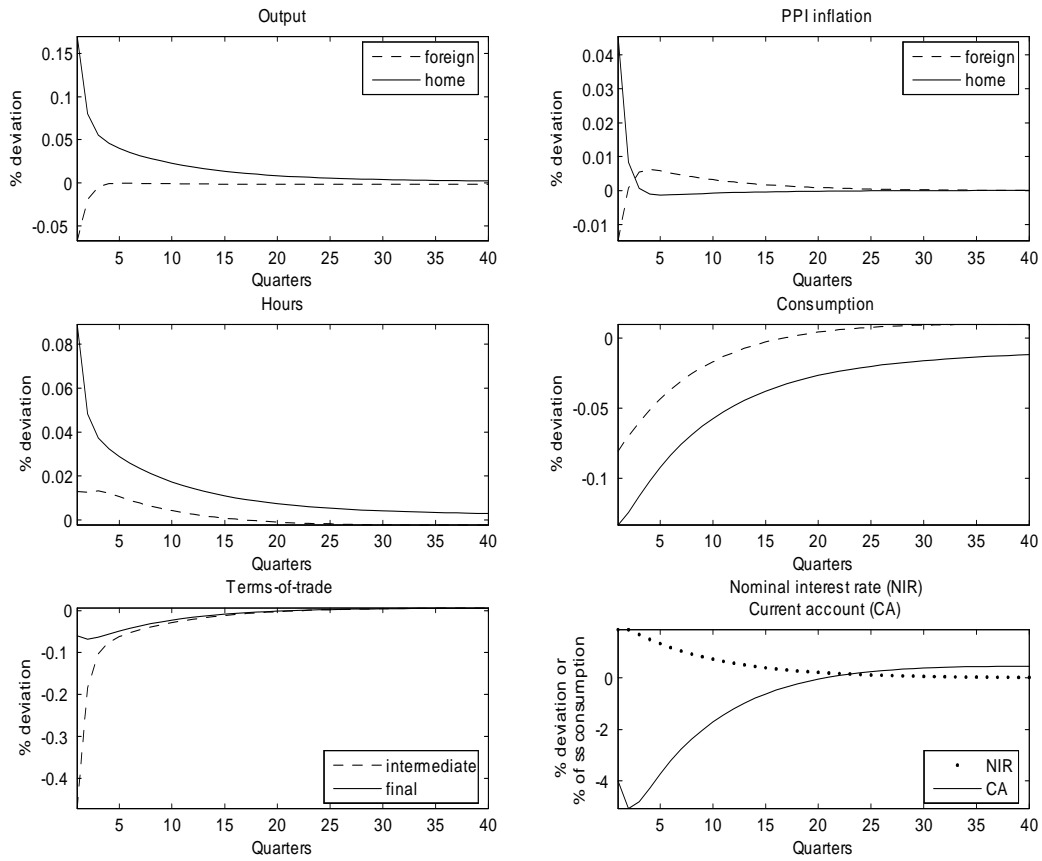 Output
% deviation
0.15
0.1
0.05
0
-0.05
foreign
home
5 10 15 20 25 30 35 40
Quarters
PPI inflation
% deviation
0.04
0.03
0.02
0.01
0
-0.01
foreign
home
5 10 15 20 25 30 35 40
Quarters
Hours
% deviation
0.08
0.06
0.04
0.02
0
5 10 15 20 25 30 35 40
Quarters
Consumption
% deviation
0
-0.05
-0.1
5 10 15 20 25 30 35 40
Quarters
Terms-of-trade
% deviation
0
-0.1
-0.2
-0.3
-0.4
intermediate
final
5 10 15 20 25 30 35 40
Quarters
Nominal interest rate (NIR)
Current account (CA)
% deviation or
% of ss consumption
0
-2
-4
NIR
CA
5 10 15 20 25 30 35 40
Quarters